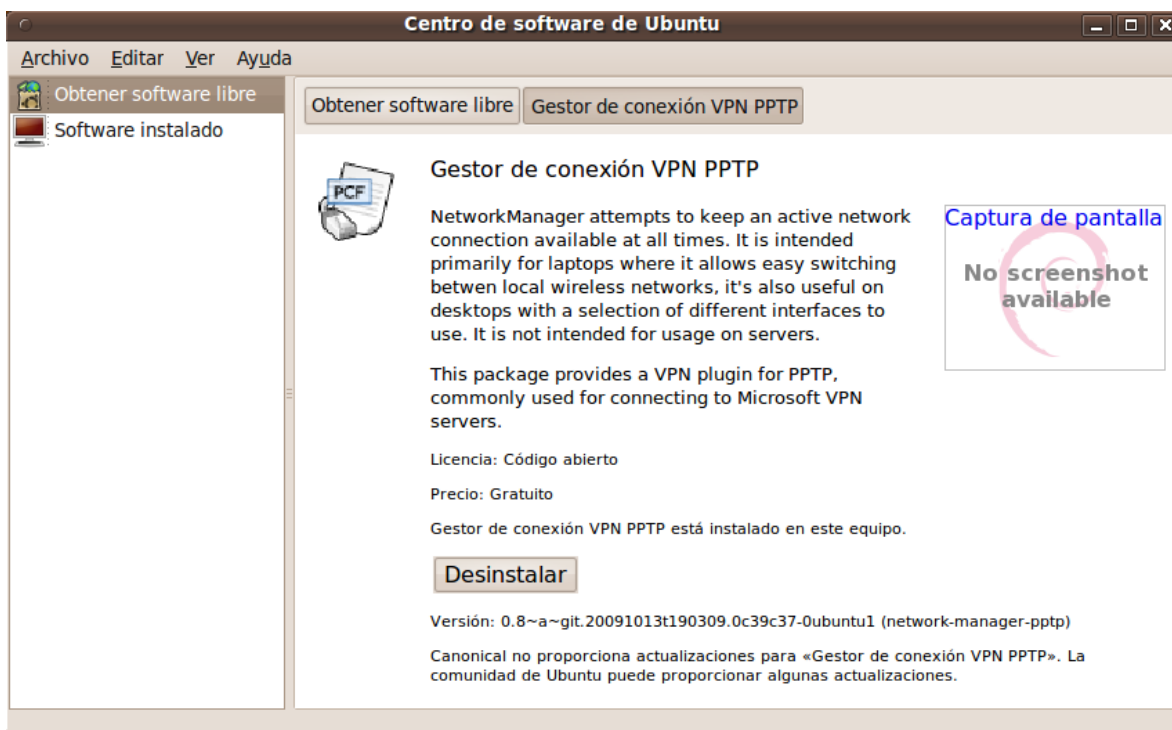 Centro de software de Ubuntu
Archivo Editar Ver Ayuda
Obtener software libre
Software instalado
Obtener software libre Gestor de conexión VPN PPTP
PCF
Gestor de conexión VPN PPTP
NetworkManager attempts to keep an active network
connection available at all times. It is intended
primarily for laptops where it allows easy switching
betwen local wireless networks, it's also useful on
desktops with a selection of different interfaces to
use. It is not intended for usage on servers.
This package provides a VPN plugin for PPTP,
commonly used for connecting to Microsoft VPN
servers.
Captura de pantalla
No screenshot
available
Licencia: Código abierto
Precio: Gratuito
Gestor de conexión VPN PPTP está instalado en este equipo.
Desinstalar
Versión: 0.8~a~git.20091013t190309.0c39c37-0ubuntu1 (network-manager-pptp)
Canonical no proporciona actualizaciones para «Gestor de conexión VPN PPTP». La
comunidad de Ubuntu puede proporcionar algunas actualizaciones.